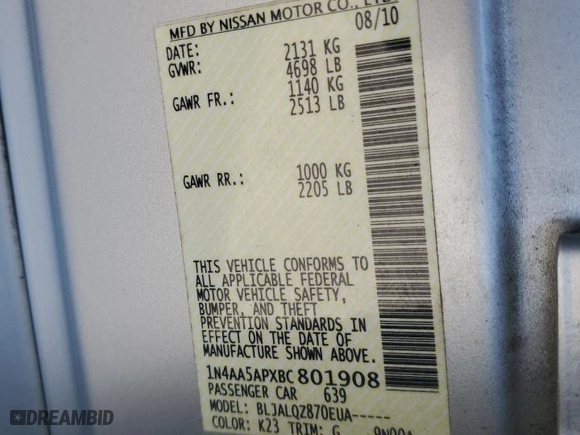 MFD BY NISSAN MOTOR CO., LTD.
DATE: 08/10
GVWR: 2131 KG
4698 LB
GAWR FR.: 1140 KG
2513 LB
GAWR RR.: 1000 KG
2205 LB
THIS VEHICLE CONFORMS TO
ALL APPLICABLE FEDERAL
MOTOR VEHICLE SAFETY,
BUMPER, AND THEFT
PREVENTION STANDARDS IN
EFFECT ON THE DATE OF
MANUFACTURE SHOWN ABOVE.
1N4AA5APXBC801908
PASSENGER CAR 639
MODEL: BLJALQZ870EUA-----
COLOR: K23 TRIM: G
DREAMBID